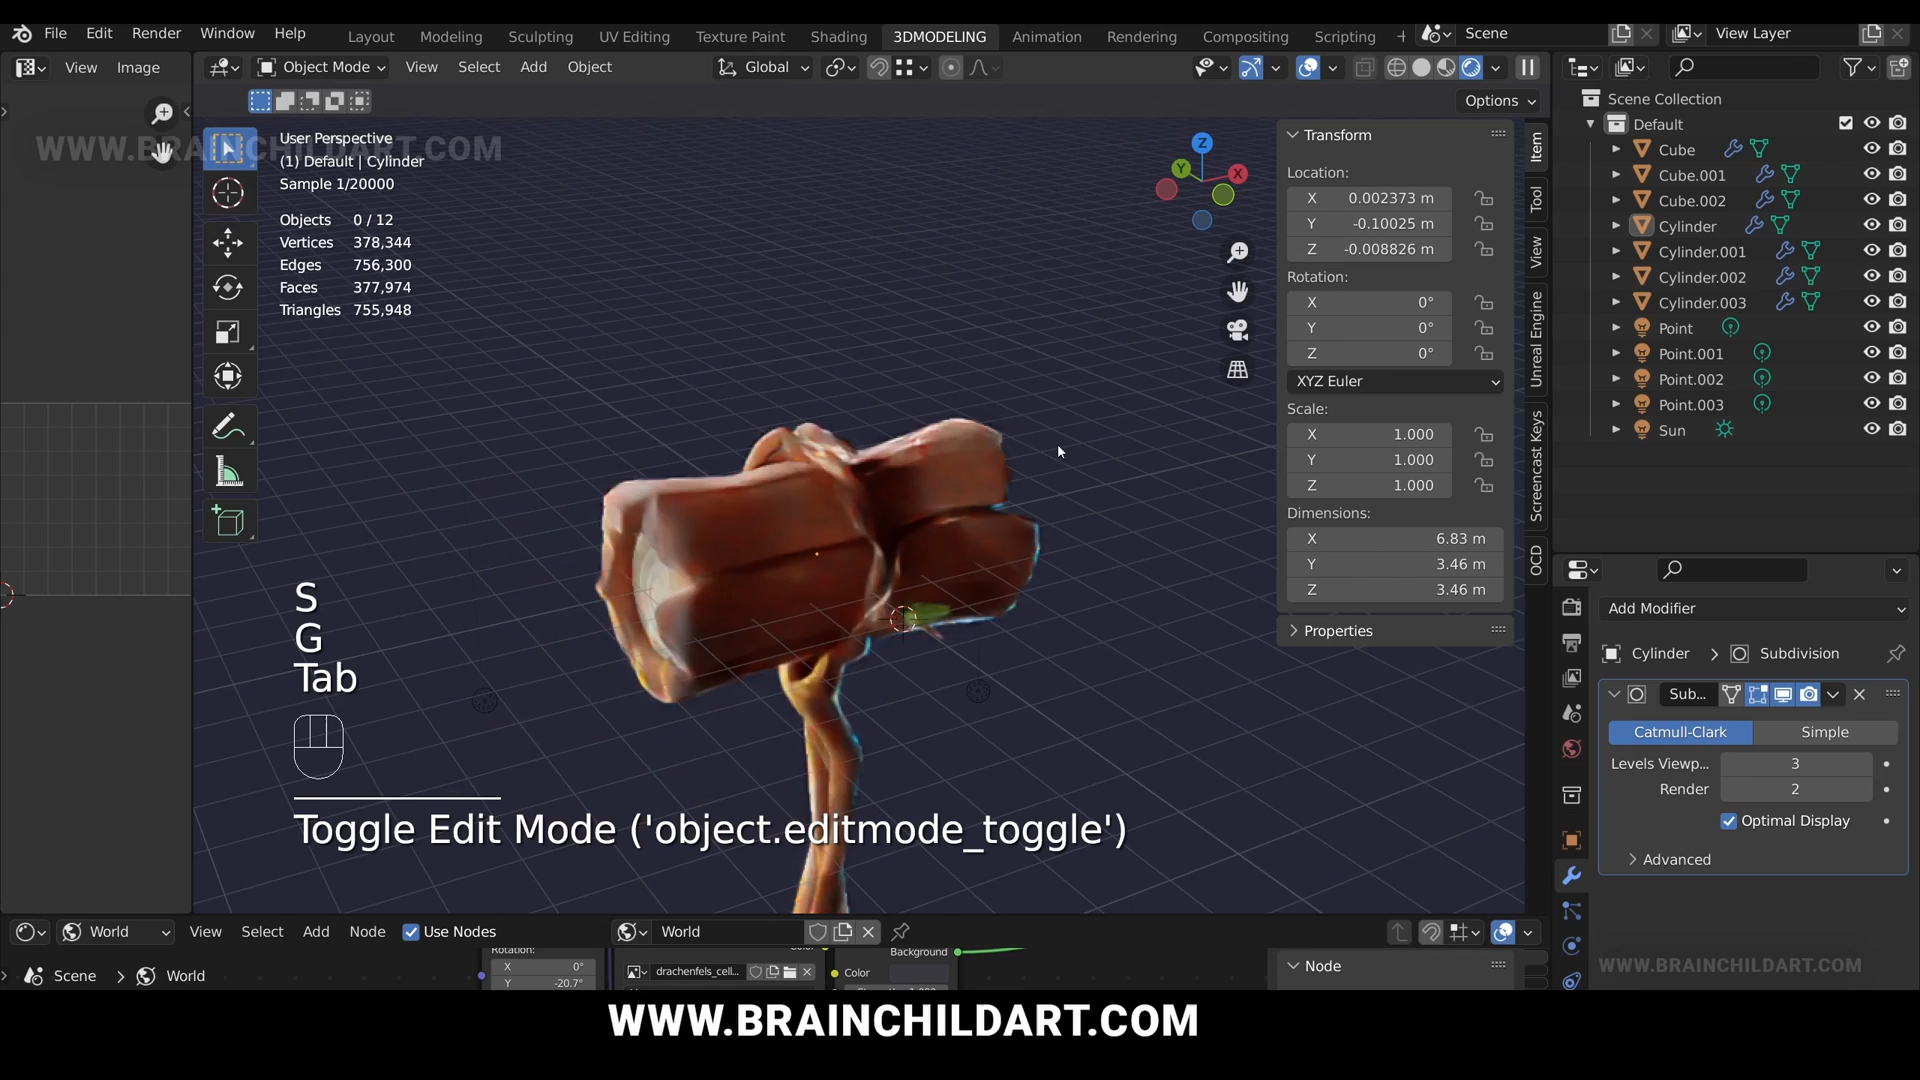 File Edit Render Window Help Layout Modeling Sculpting UV Editing Texture Paint Shading 3DMODELING Animation Rendering Compositing Scripting + Scene View Layer
View Image Object Mode View Select Add Object Global
Options
WWW.BRAINCHILDART.COM
User Perspective
(1) Default | Cylinder
Sample 1/20000
Objects 0 / 12
Vertices 378,344
Edges 756,300
Faces 377,974
Triangles 755,948
Z
Y
X
Transform
Location:
X 0.002373 m
Y -0.10025 m
Z -0.008826 m
Rotation:
X 0°
Y 0°
Z 0°
XYZ Euler
Scale:
X 1.000
Y 1.000
Z 1.000
Dimensions:
X 6.83 m
Y 3.46 m
Z 3.46 m
Properties
Item
Tool
View
Unreal Engine
Screencast Keys
OCD
Scene Collection
Default
Cube
Cube.001
Cube.002
Cylinder
Cylinder.001
Cylinder.002
Cylinder.003
Point
Point.001
Point.002
Point.003
Sun
Add Modifier
Cylinder > Subdivision
Sub...
Catmull-Clark Simple
Levels Viewp... 3
Render 2
Optimal Display
Advanced
S
G
Tab
Toggle Edit Mode ('object.editmode_toggle')
World View Select Add Node Use Nodes World
Scene > World
Rotation:
X 0°
Y -20.7°
drachenfels_cell...
Background
Color
Node
WWW.BRAINCHILDART.COM
WWW.BRAINCHILDART.COM